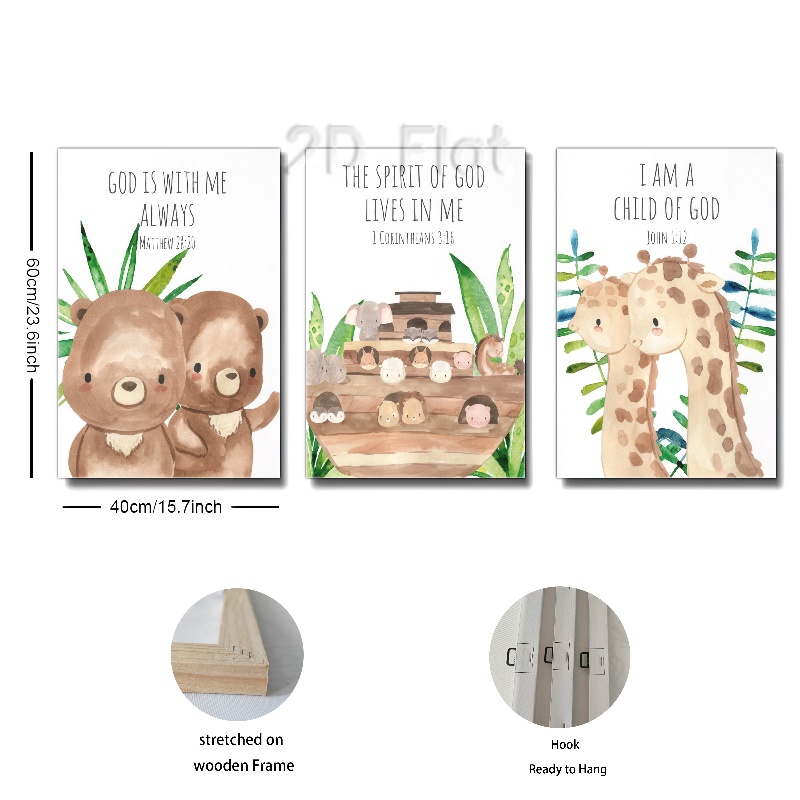 2D Flat
GOD IS WITH ME
ALWAYS
MATTHEW 28:20
THE SPIRIT OF GOD
LIVES IN ME
1 CORINTHIANS 3:16
I AM A
CHILD OF GOD
JOHN 1:12
60cm/23.6inch
40cm/15.7inch
stretched on
wooden Frame
Hook
Ready to Hang